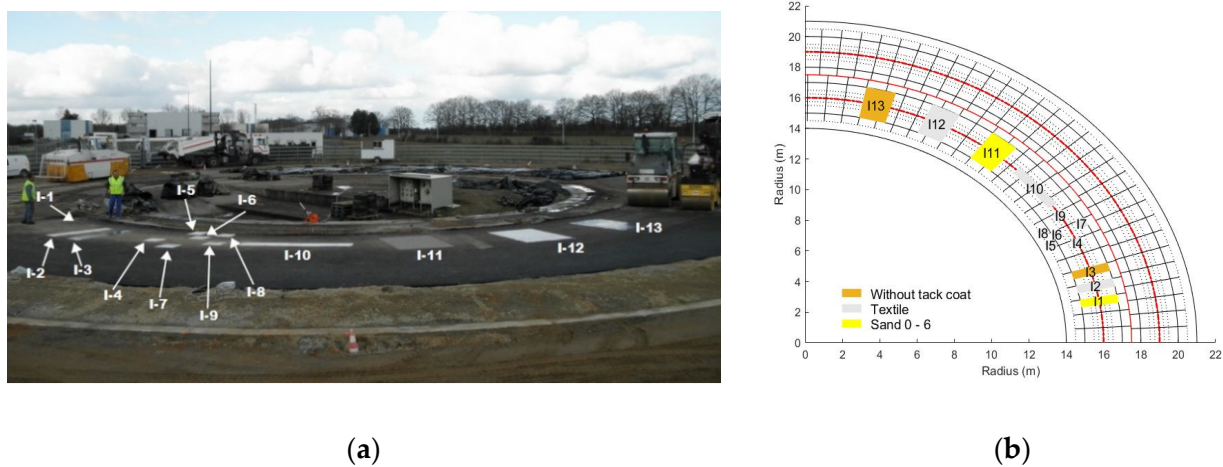 I-1
I-2
I-3
I-4
I-5
I-6
I-7
I-8
I-9
I-10
I-11
I-12
I-13
(a)
22
20
18
16
14
12
10
8
6
4
2
0
Radius (m)
I13
I12
I11
I10
I9
I7
I8
I6
I4
I5
I3
I2
I1
Without tack coat
Textile
Sand 0 - 6
0 2 4 6 8 10 12 14 16 18 20 22
Radius (m)
(b)